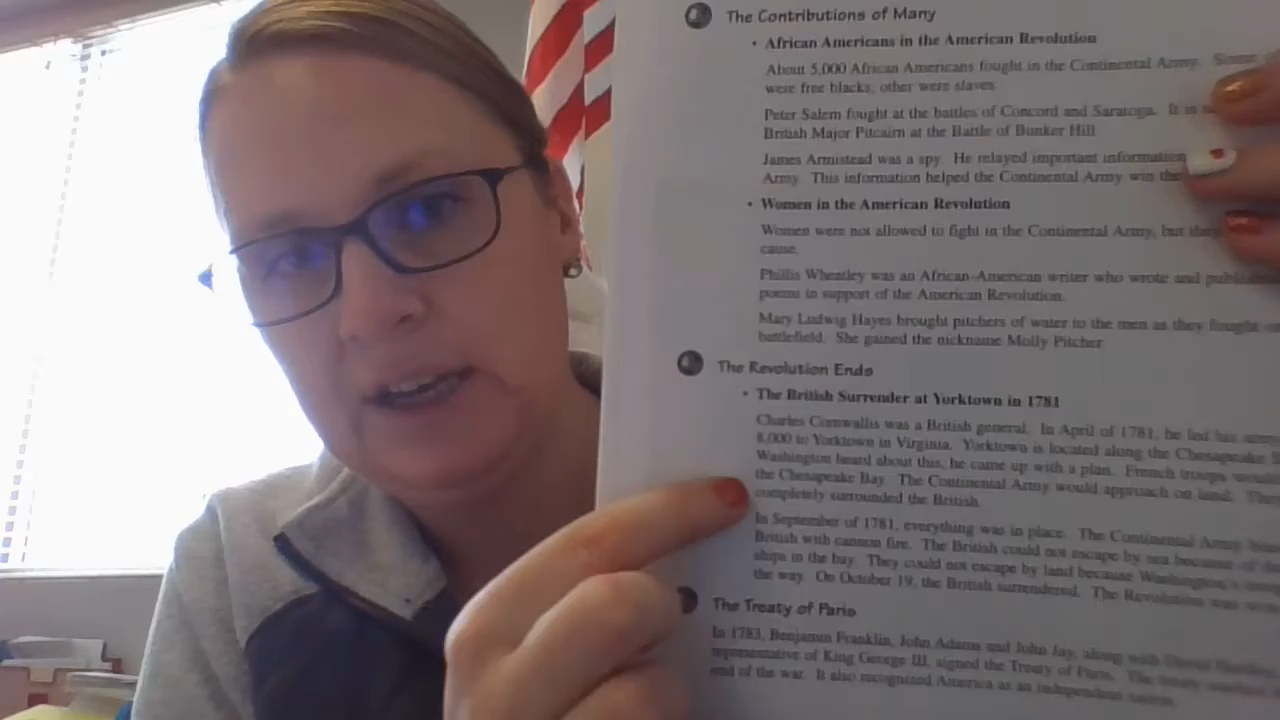 The Contributions of Many
• African Americans in the American Revolution
About 5,000 African Americans fought in the Continental Army. Some
were free blacks, other were slaves.
Peter Salem fought at the battles of Concord and Saratoga. It is
British Major Pitcairn at the Battle of Bunker Hill
James Armistead was a spy. He relayed important information
Army. This information helped the Continental Army win the
• Women in the American Revolution
Women were not allowed to fight in the Continental Army, but they
cause.
Phillis Wheatley was an African-American writer who wrote and published
poems in support of the American Revolution.
Mary Ludwig Hayes brought pitchers of water to the men as they fought
battlefield. She gained the nickname Molly Pitcher
The Revolution Ends
• The British Surrender at Yorktown in 1781
Charles Cornwallis was a British general. In April of 1781, he led his
8,000 to Yorktown in Virginia. Yorktown is located along the Chesapeake
Washington heard about this, he came up with a plan. French troops would
the Chesapeake Bay. The Continental Army would approach on land. They
completely surrounded the British.
In September of 1781, everything was in place. The Continental Army
British with cannon fire. The British could not escape by sea because of the
ships in the bay. They could not escape by land because Washington's
the way. On October 19, the British surrendered. The Revolution was
The Treaty of Paris
In 1783, Benjamin Franklin, John Adams and John Jay, along with David
representative of King George III, signed the Treaty of Paris. The treaty
end of the war. It also recognized America as an independent nation.